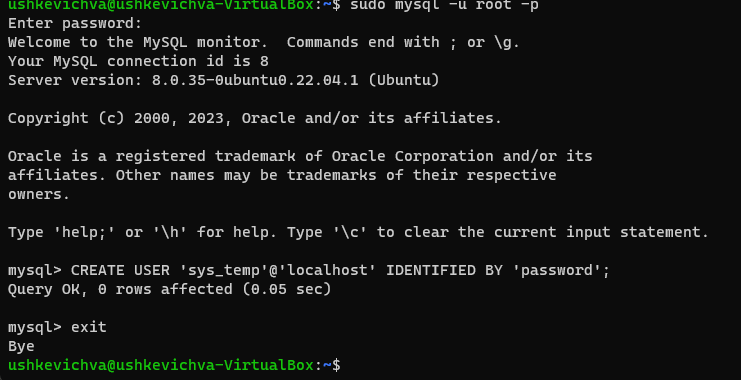 ushkevichva@ushkevichva-VirtualBox:~$ sudo mysql -u root -p
Enter password:
Welcome to the MySQL monitor.  Commands end with ; or \g.
Your MySQL connection id is 8
Server version: 8.0.35-0ubuntu0.22.04.1 (Ubuntu)

Copyright (c) 2000, 2023, Oracle and/or its affiliates.

Oracle is a registered trademark of Oracle Corporation and/or its
affiliates. Other names may be trademarks of their respective
owners.

Type 'help;' or '\h' for help. Type '\c' to clear the current input statement.

mysql> CREATE USER 'sys_temp'@'localhost' IDENTIFIED BY 'password';
Query OK, 0 rows affected (0.05 sec)

mysql> exit
Bye
ushkevichva@ushkevichva-VirtualBox:~$